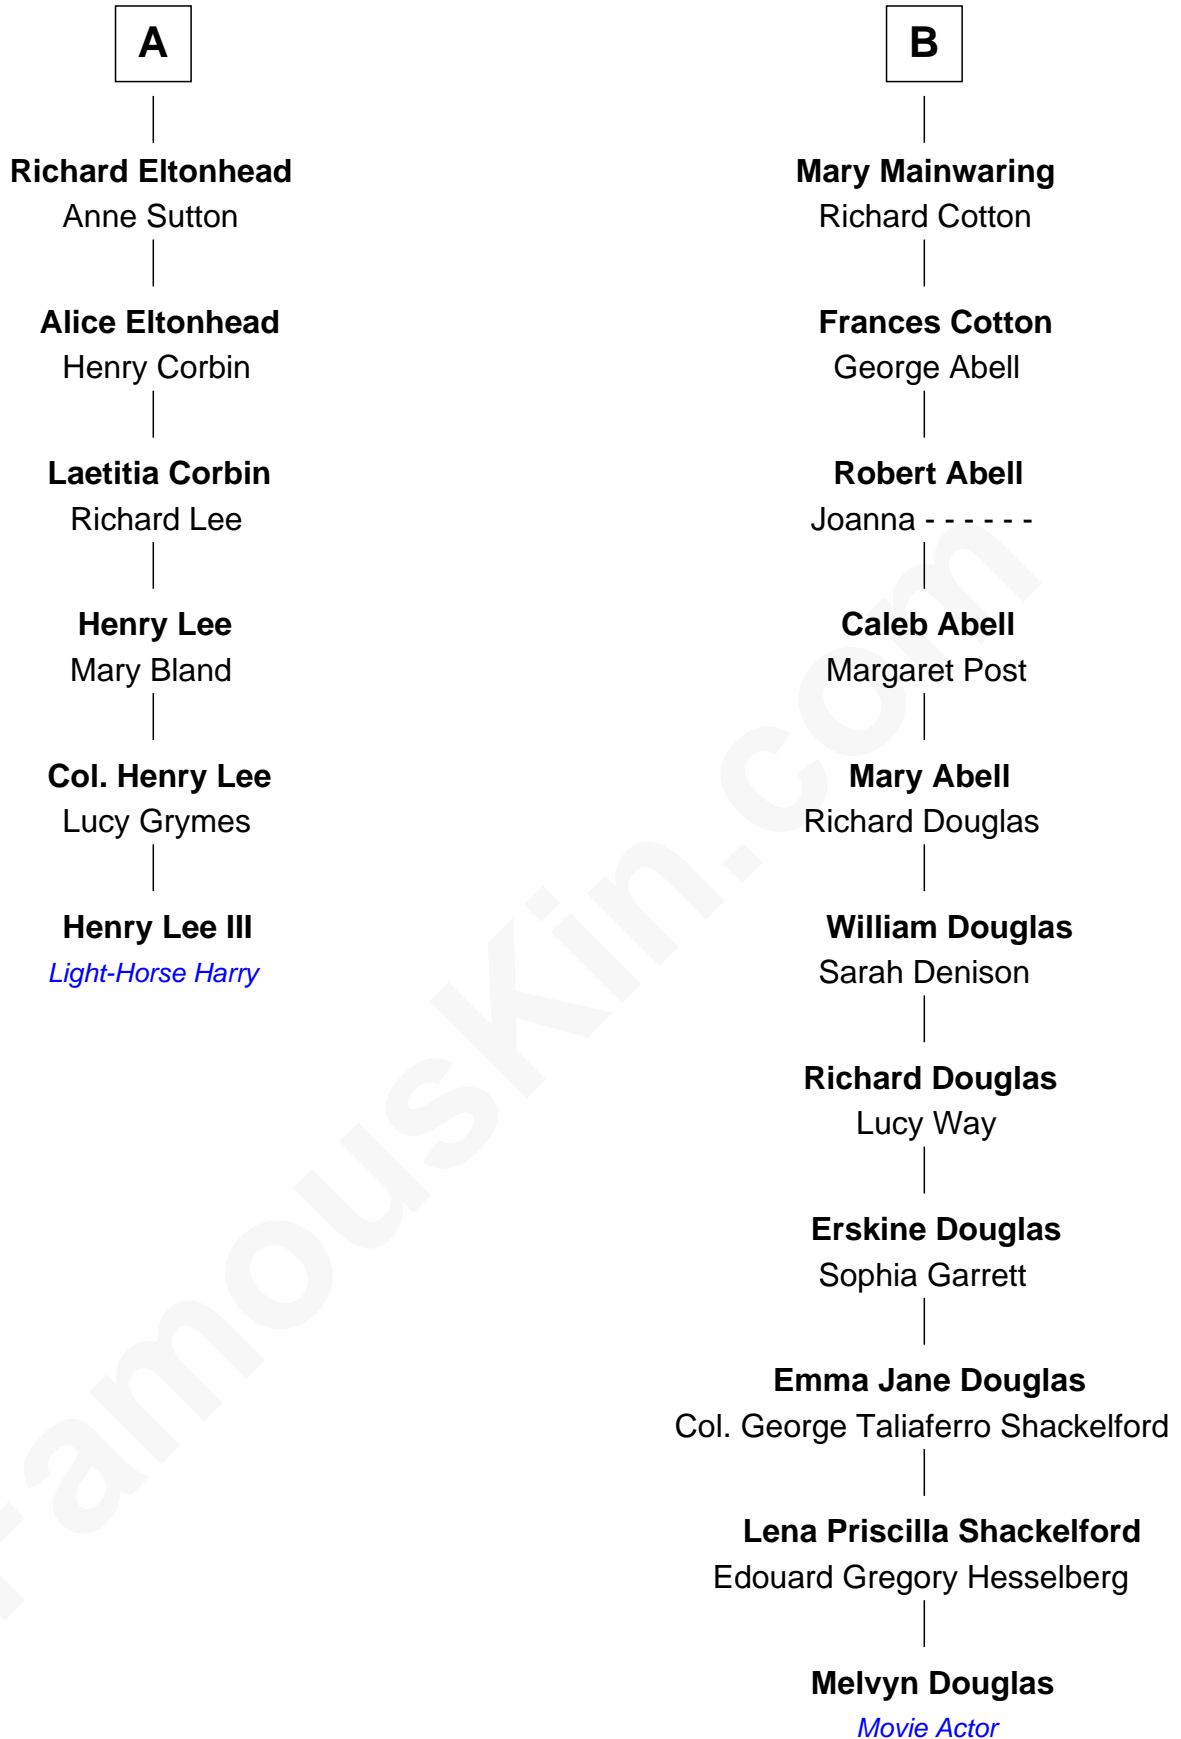 A
Richard Eltonhead
Anne Sutton
Alice Eltonhead
Henry Corbin
Laetitia Corbin
Richard Lee
Henry Lee
Mary Bland
Col. Henry Lee
Lucy Grymes
Henry Lee III
Light-Horse Harry
B
Mary Mainwaring
Richard Cotton
Frances Cotton
George Abell
Robert Abell
Joanna - - - - - -
Caleb Abell
Margaret Post
Mary Abell
Richard Douglas
William Douglas
Sarah Denison
Richard Douglas
Lucy Way
Erskine Douglas
Sophia Garrett
Emma Jane Douglas
Col. George Taliaferro Shackelford
Lena Priscilla Shackelford
Edouard Gregory Hesselberg
Melvyn Douglas
Movie Actor
FamousKin.com